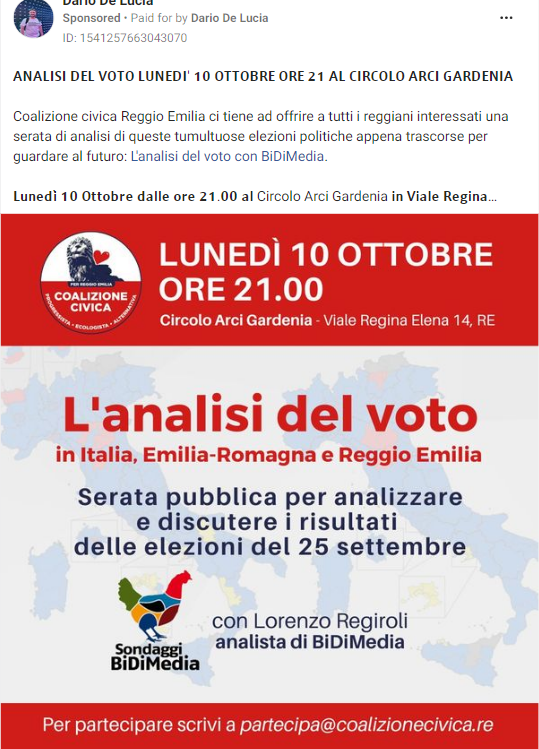 Dario De Lucia
Sponsored • Paid for by Dario De Lucia
ID: 1541257663043070
ANALISI DEL VOTO LUNEDI' 10 OTTOBRE ORE 21 AL CIRCOLO ARCI GARDENIA
Coalizione civica Reggio Emilia ci tiene ad offrire a tutti i reggiani interessati una
serata di analisi di queste tumultuose elezioni politiche appena trascorse per
guardare al futuro: L'analisi del voto con BiDiMedia.
Lunedì 10 Ottobre dalle ore 21.00 al Circolo Arci Gardenia in Viale Regina...
PER REGGIO EMILIA
COALIZIONE
CIVICA
PROGRESSISTA • ECOLOGISTA • ALTERNATIVA
LUNEDÌ 10 OTTOBRE
ORE 21.00
Circolo Arci Gardenia - Viale Regina Elena 14, RE
L'analisi del voto
in Italia, Emilia-Romagna e Reggio Emilia
Serata pubblica per analizzare
e discutere i risultati
delle elezioni del 25 settembre
Sondaggi
BiDiMedia
con Lorenzo Regiroli
analista di BiDiMedia
Per partecipare scrivi a partecipa@coalizionecivica.re